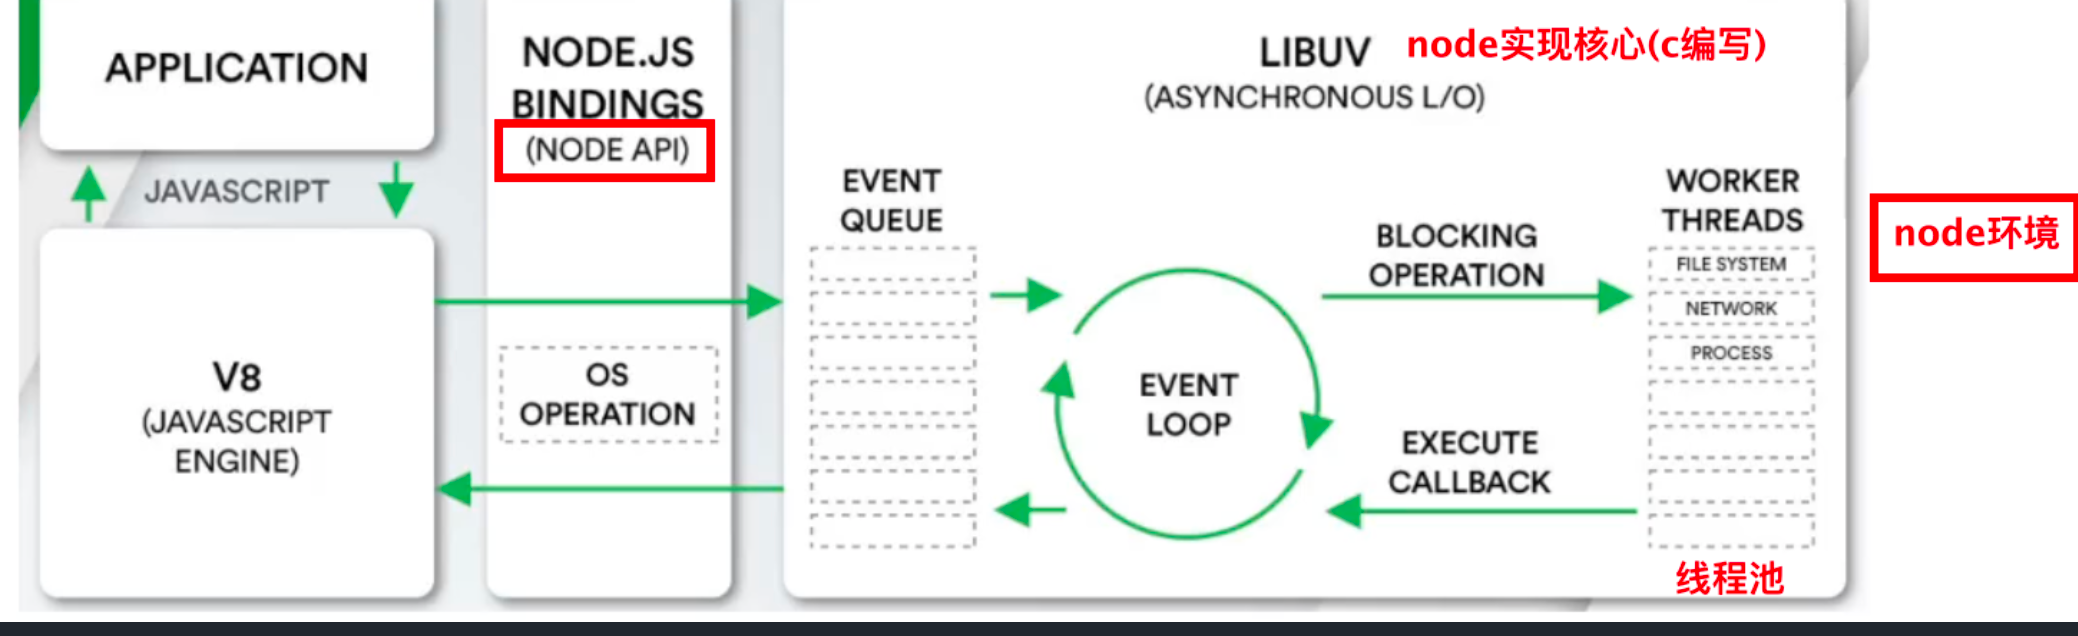 APPLICATION
JAVASCRIPT
V8
(JAVASCRIPT
ENGINE)
NODE.JS
BINDINGS
(NODE API)
OS
OPERATION
LIBUV node实现核心(c编写)
(ASYNCHRONOUS L/O)
EVENT
QUEUE
EVENT
LOOP
BLOCKING
OPERATION
EXECUTE
CALLBACK
WORKER
THREADS
FILE SYSTEM
NETWORK
PROCESS
线程池
node环境